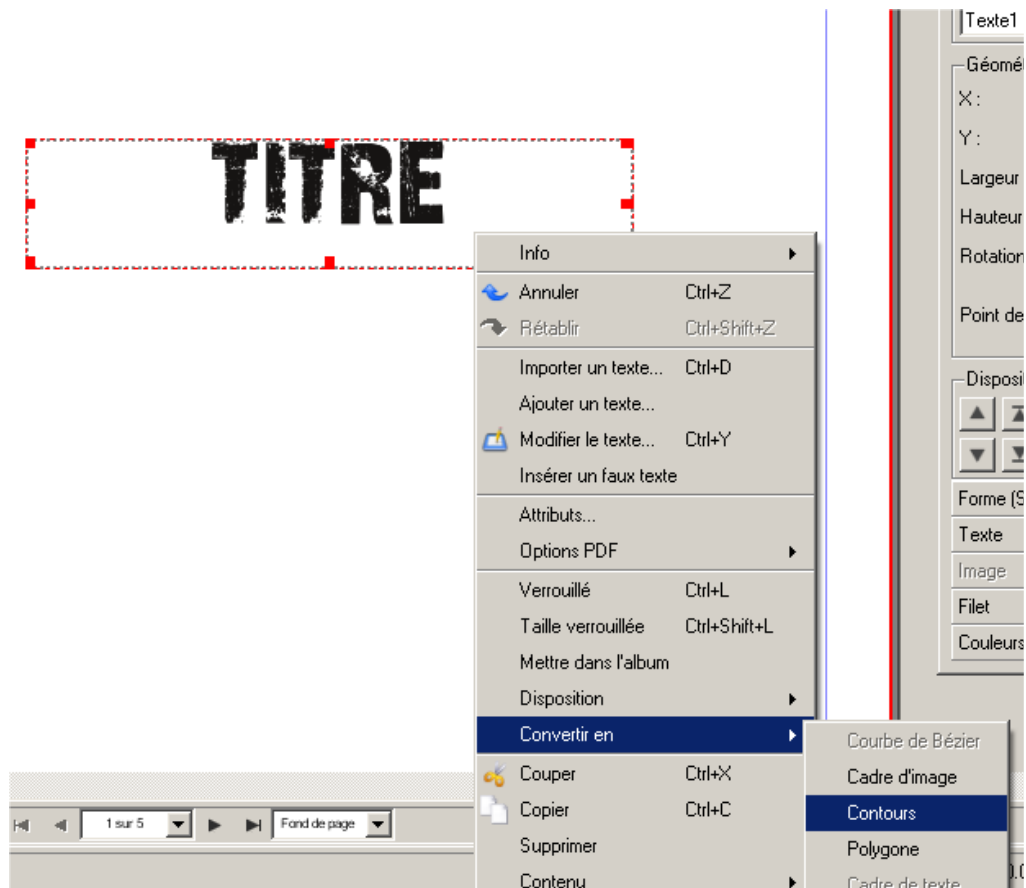 Texte1
Géomét
X :
Y :
Largeur
Hauteur
Rotation
Point de
Disposit
Forme (S
Texte
Image
Filet
Couleurs
TITRE
Info
Annuler Ctrl+Z
Rétablir Ctrl+Shift+Z
Importer un texte... Ctrl+D
Ajouter un texte...
Modifier le texte... Ctrl+Y
Insérer un faux texte
Attributs...
Options PDF
Verrouillé Ctrl+L
Taille verrouillée Ctrl+Shift+L
Mettre dans l'album
Disposition
Convertir en
Couper Ctrl+X
Copier Ctrl+C
Supprimer
Contenu
Courbe de Bézier
Cadre d'image
Contours
Polygone
Cadre de texte
1 sur 5
Fond de page